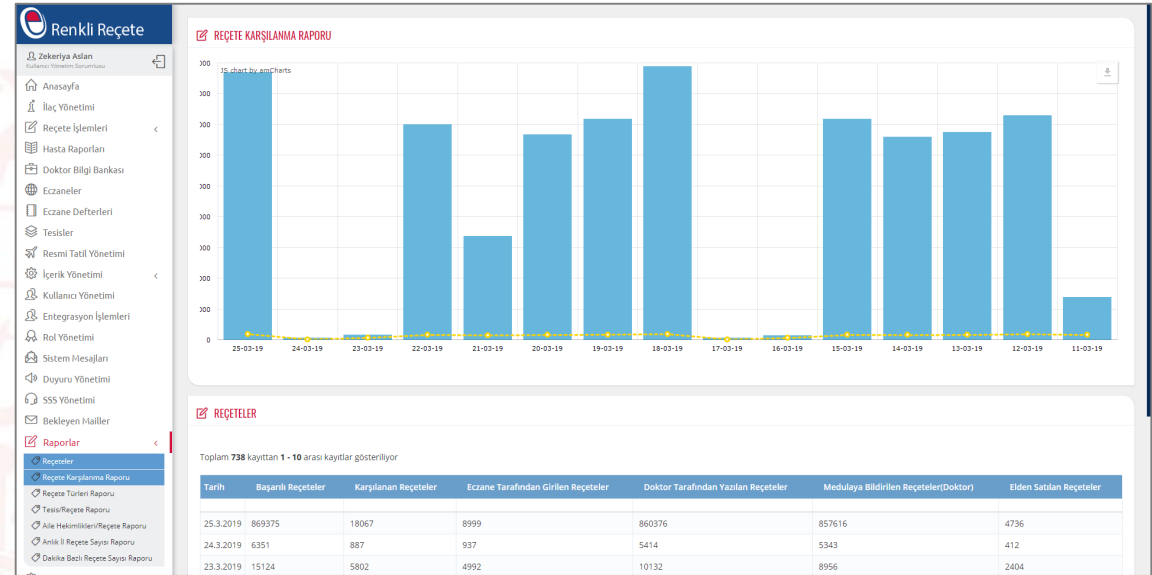 Renkli Reçete
Zekeriya Aslan
Kullanıcı Yönetim Sorumlusu
Anasayfa
İlaç Yönetimi
Reçete İşlemleri
Hasta Raporları
Doktor Bilgi Bankası
Eczaneler
Eczane Defterleri
Tesisler
Resmi Tatil Yönetimi
İçerik Yönetimi
Kullanıcı Yönetimi
Entegrasyon İşlemleri
Rol Yönetimi
Sistem Mesajları
Duyuru Yönetimi
SSS Yönetimi
Bekleyen Mailler
Raporlar
Reçeteler
Reçete Karşılanma Raporu
Reçete Türleri Raporu
Tesis/Reçete Raporu
Aile Hekimlikleri/Reçete Raporu
Anlık İl Reçete Sayısı Raporu
Dakika Bazlı Reçete Sayısı Raporu
REÇETE KARŞILANMA RAPORU
JS chart by amCharts
0
25-03-19 24-03-19 23-03-19 22-03-19 21-03-19 20-03-19 19-03-19 18-03-19 17-03-19 16-03-19 15-03-19 14-03-19 13-03-19 12-03-19 11-03-19
REÇETELER
Toplam 738 kayıttan 1 - 10 arası kayıtlar gösteriliyor
Tarih Başarılı Reçeteler Karşılanan Reçeteler Eczane Tarafından Girilen Reçeteler Doktor Tarafından Yazılan Reçeteler Medulaya Bildirilen Reçeteler(Doktor) Elden Satılan Reçeteler
25.3.2019 869375 18067 8999 860376 857616 4736
24.3.2019 6351 887 937 5414 5343 412
23.3.2019 15124 5802 4992 10132 8956 2404